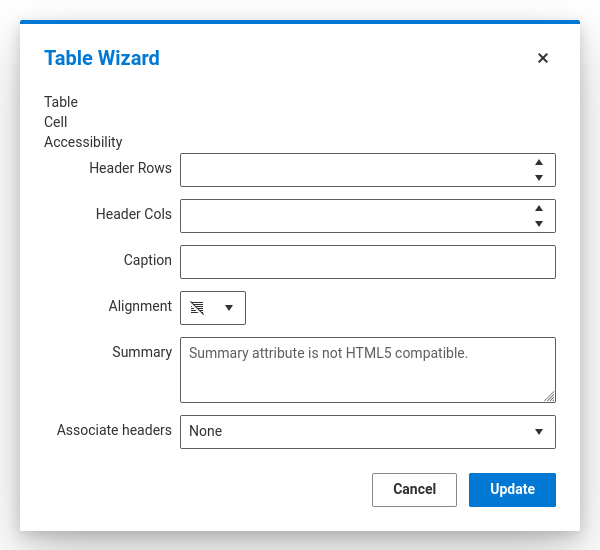 Table Wizard
Table
Cell
Accessibility
Header Rows
Header Cols
Caption
Alignment
Summary
Summary attribute is not HTML5 compatible.
Associate headers
None
Cancel
Update